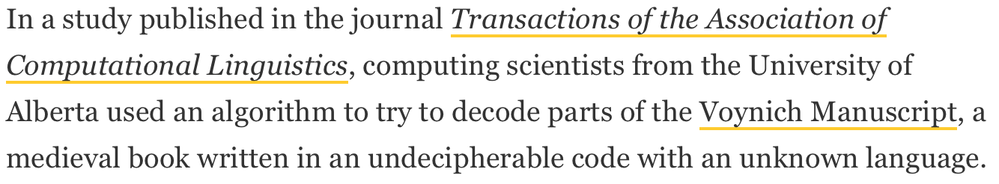 In a study published in the journal Transactions of the Association of
Computational Linguistics, computing scientists from the University of
Alberta used an algorithm to try to decode parts of the Voynich Manuscript, a
medieval book written in an undecipherable code with an unknown language.